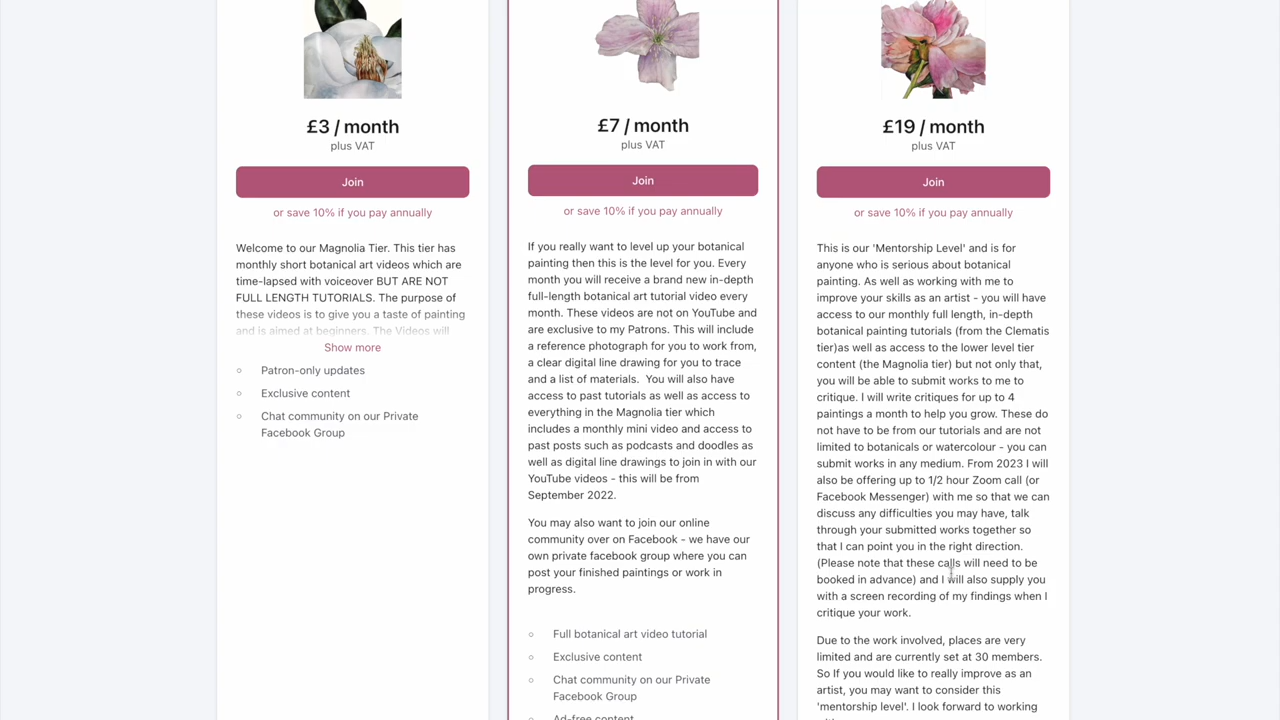 £3 / month
plus VAT
Join
or save 10% if you pay annually
Welcome to our Magnolia Tier. This tier has
monthly short botanical art videos which are
time-lapsed with voiceover BUT ARE NOT
FULL LENGTH TUTORIALS. The purpose of
these videos is to give you a taste of painting
and is aimed at beginners. The Videos will
Show more
Patron-only updates
Exclusive content
Chat community on our Private
Facebook Group
£7 / month
plus VAT
Join
or save 10% if you pay annually
If you really want to level up your botanical
painting then this is the level for you. Every
month you will receive a brand new in-depth
full-length botanical art tutorial video every
month. These videos are not on YouTube and
are exclusive to my Patrons. This will include
a reference photograph for you to work from,
a clear digital line drawing for you to trace
and a list of materials.  You will also have
access to past tutorials as well as access to
everything in the Magnolia tier which
includes a monthly mini video and access to
past posts such as podcasts and doodles as
well as digital line drawings to join in with our
YouTube videos - this will be from
September 2022.
You may also want to join our online
community over on Facebook - we have our
own private facebook group where you can
post your finished paintings or work in
progress.
Full botanical art video tutorial
Exclusive content
Chat community on our Private
Facebook Group
Ad-free content
£19 / month
plus VAT
Join
or save 10% if you pay annually
This is our 'Mentorship Level' and is for
anyone who is serious about botanical
painting. As well as working with me to
improve your skills as an artist - you will have
access to our monthly full length, in-depth
botanical painting tutorials (from the Clematis
tier)as well as access to the lower level tier
content (the Magnolia tier) but not only that,
you will be able to submit works to me to
critique. I will write critiques for up to 4
paintings a month to help you grow. These do
not have to be from our tutorials and are not
limited to botanicals or watercolour - you can
submit works in any medium. From 2023 I will
also be offering up to 1/2 hour Zoom call (or
Facebook Messenger) with me so that we can
discuss any difficulties you may have, talk
through your submitted works together so
that I can point you in the right direction.
(Please note that these calls will need to be
booked in advance) and I will also supply you
with a screen recording of my findings when I
critique your work.
Due to the work involved, places are very
limited and are currently set at 30 members.
So If you would like to really improve as an
artist, you may want to consider this
'mentorship level'. I look forward to working